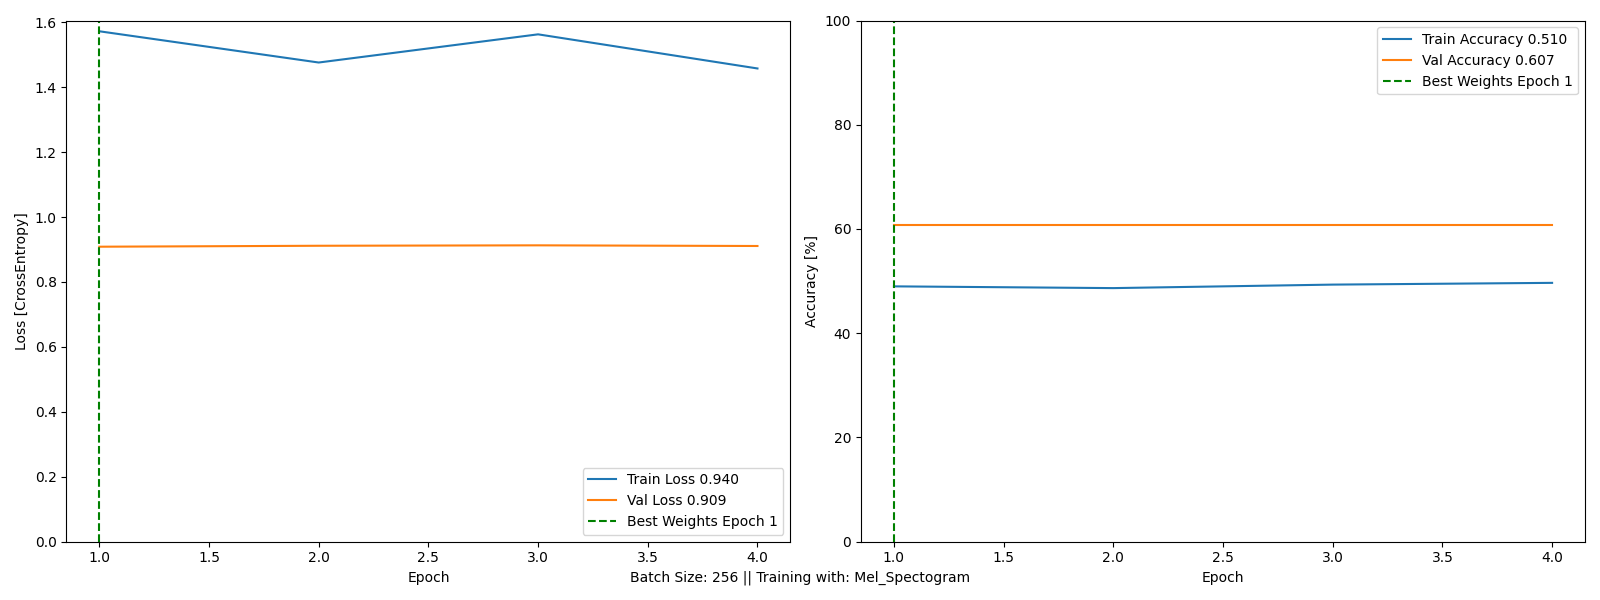 1.6
1.4
1.2
1.0
0.8
0.6
0.4
0.2
0.0
Loss [CrossEntropy]
1.0 1.5 2.0 2.5 3.0 3.5 4.0
Epoch
Train Loss 0.940
Val Loss 0.909
Best Weights Epoch 1
100
80
60
40
20
0
Accuracy [%]
1.0 1.5 2.0 2.5 3.0 3.5 4.0
Epoch
Train Accuracy 0.510
Val Accuracy 0.607
Best Weights Epoch 1
Batch Size: 256 || Training with: Mel_Spectogram